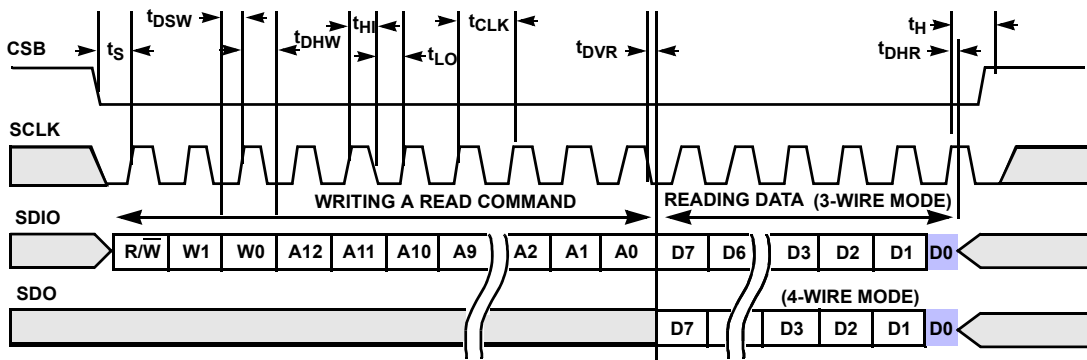 tDSW tHI tCLK tH
CSB tS tDHW tLO tDVR tDHR
SCLK
WRITING A READ COMMAND READING DATA (3-WIRE MODE)
SDIO
R/W W1 W0 A12 A11 A10 A9 A2 A1 A0 D7 D6 D3 D2 D1 D0
SDO
(4-WIRE MODE)
D7 D3 D2 D1 D0